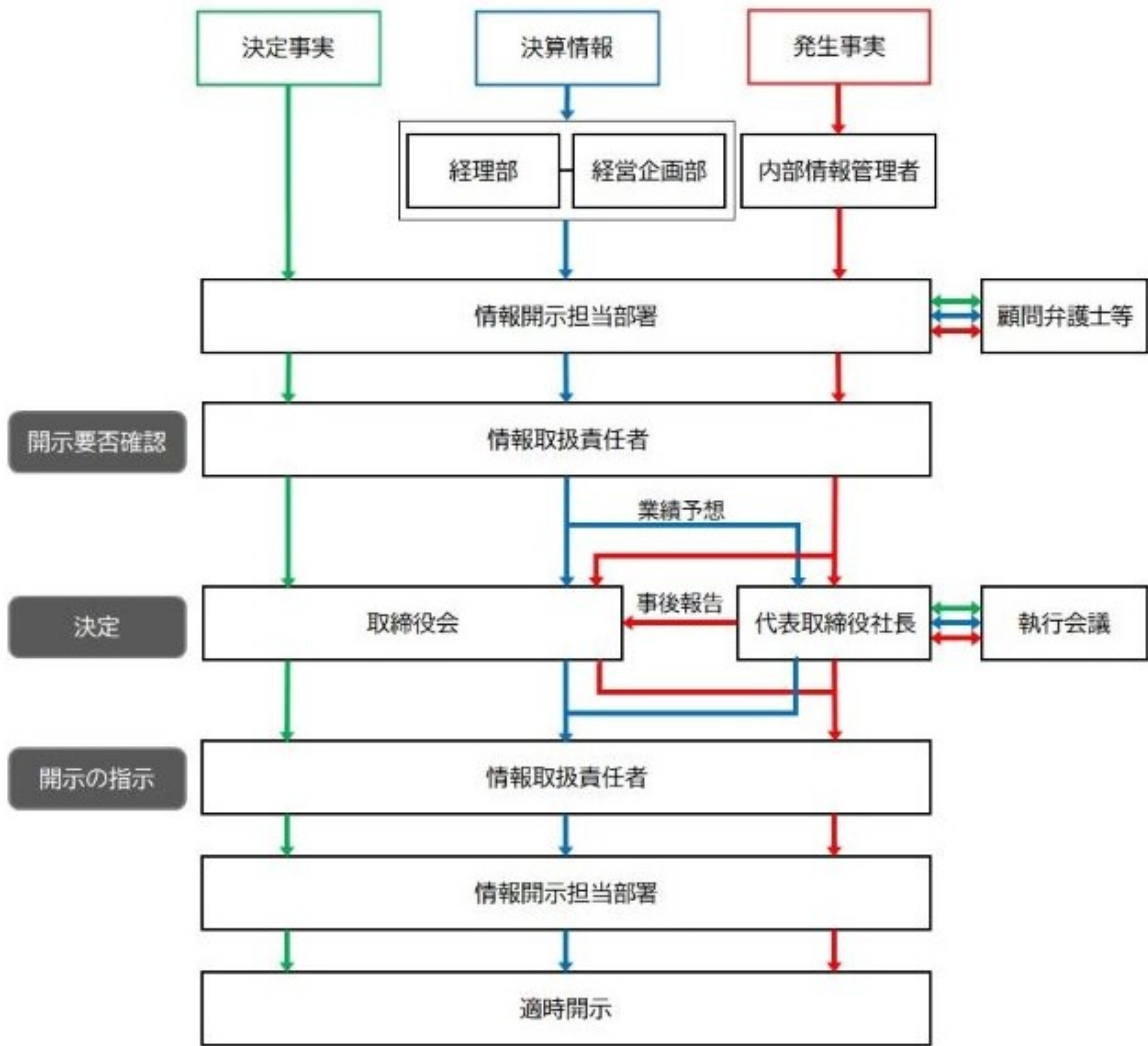 決定事実
決算情報
発生事実
経理部
経営企画部
内部情報管理者
情報開示担当部署
顧問弁護士等
開示要否確認
情報取扱責任者
業績予想
決定
取締役会
事後報告
代表取締役社長
執行会議
開示の指示
情報取扱責任者
情報開示担当部署
適時開示